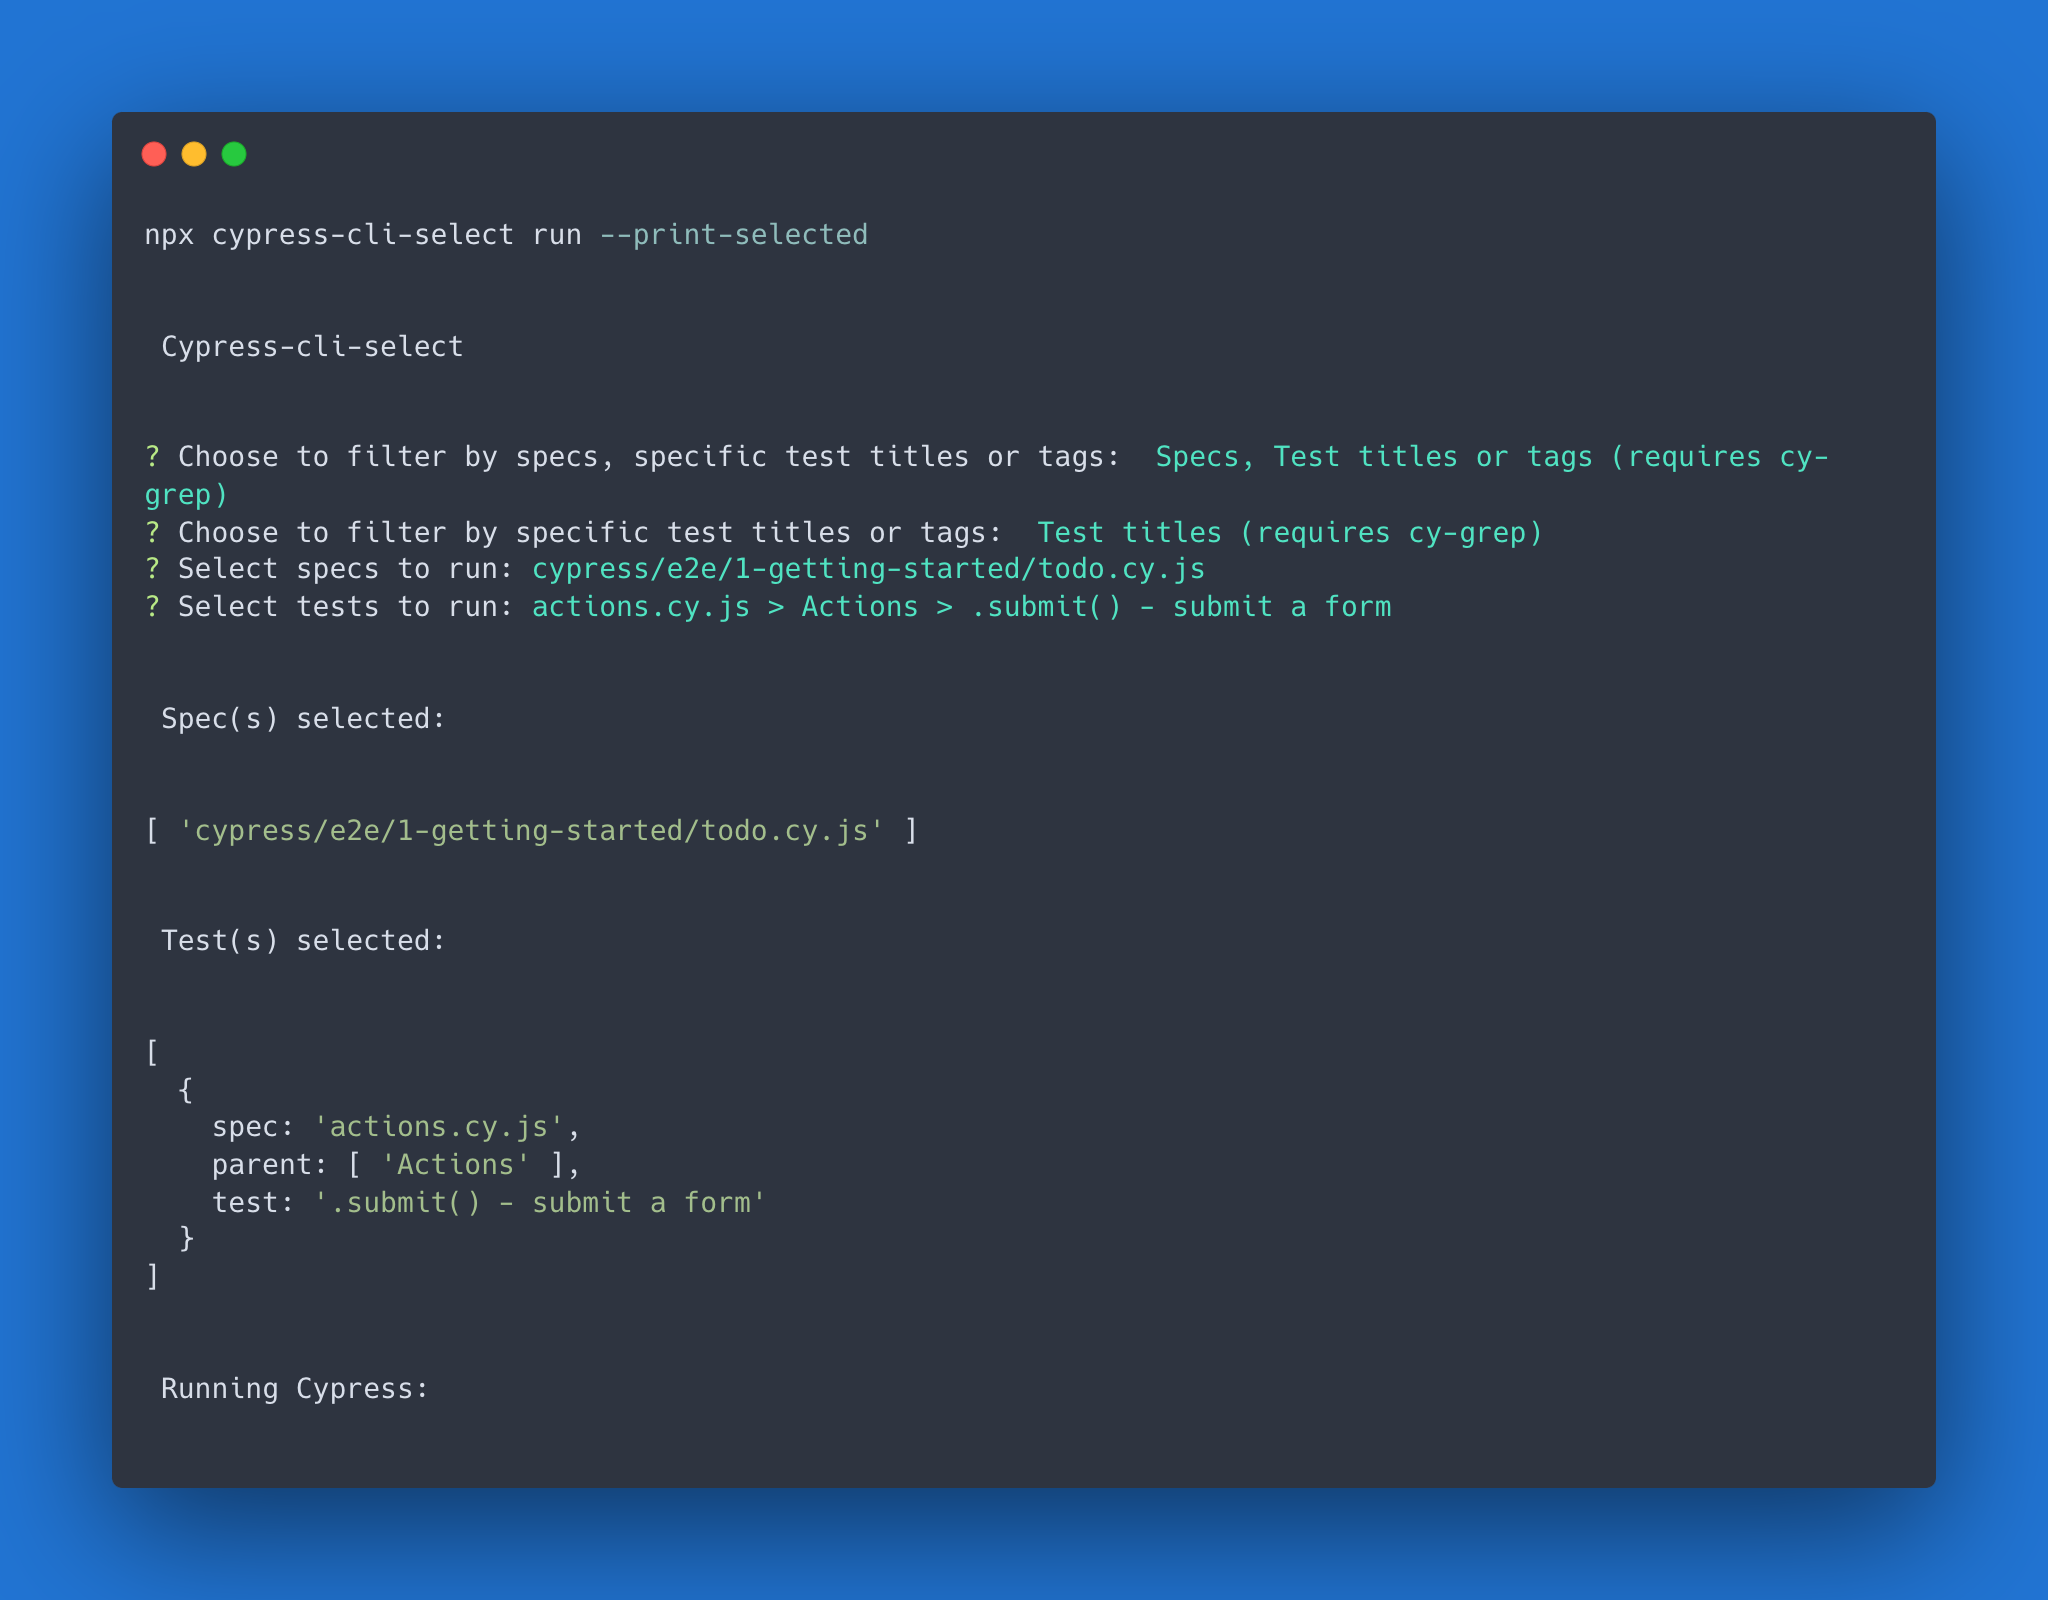 npx cypress-cli-select run --print-selected
Cypress-cli-select
? Choose to filter by specs, specific test titles or tags:  Specs, Test titles or tags (requires cy-
grep)
? Choose to filter by specific test titles or tags:  Test titles (requires cy-grep)
? Select specs to run: cypress/e2e/1-getting-started/todo.cy.js
? Select tests to run: actions.cy.js > Actions > .submit() - submit a form
Spec(s) selected:
[ 'cypress/e2e/1-getting-started/todo.cy.js' ]
Test(s) selected:
[
  {
    spec: 'actions.cy.js',
    parent: [ 'Actions' ],
    test: '.submit() - submit a form'
  }
]
Running Cypress: